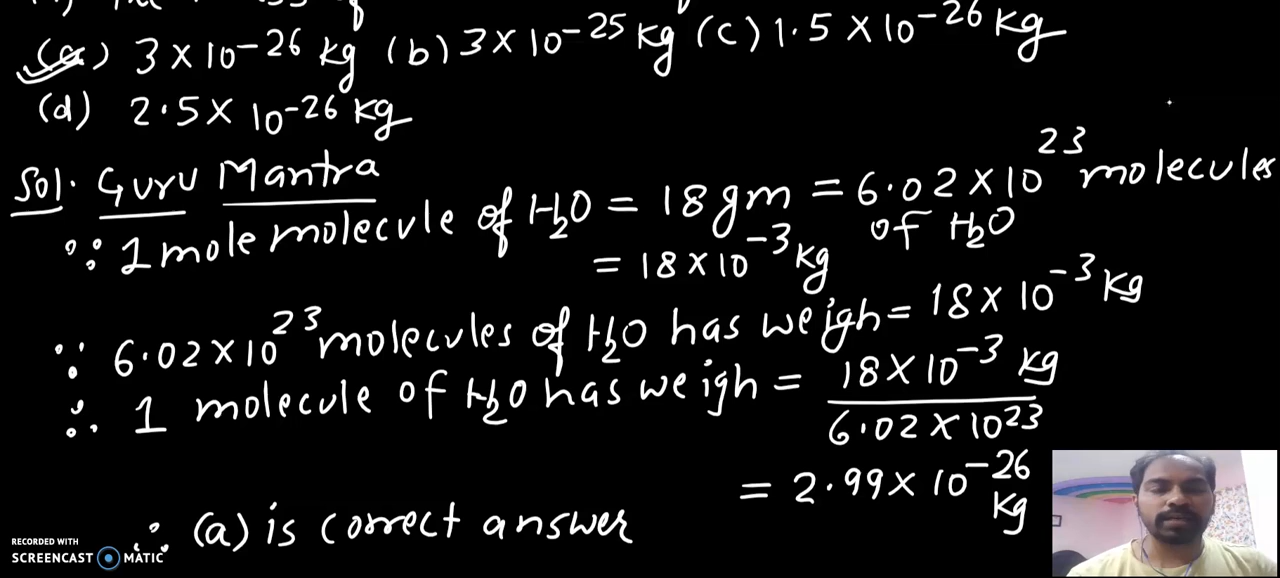 the
of
(a) 3×10⁻²⁶ kg (b) 3×10⁻²⁵ kg (c) 1.5×10⁻²⁶ kg
(d) 2.5×10⁻²⁶ kg
Sol. Guru Mantra
∵ 1 mole molecule of H₂O = 18 gm = 6.02×10²³ molecules
of H₂O
= 18×10⁻³ kg
∵ 6.02×10²³ molecules of H₂O has weigh = 18×10⁻³ kg
∴ 1 molecule of H₂O has weigh = 18×10⁻³ kg / 6.02×10²³
= 2.99×10⁻²⁶
kg
∴ (a) is correct answer
RECORDED WITH
SCREENCAST MATIC